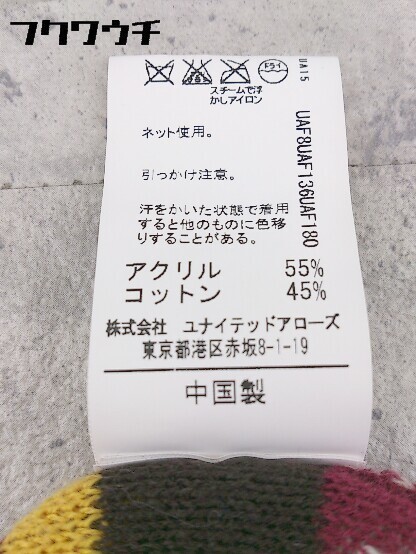 フクワウチ
ドライ
スチームで浮
かしアイロン
UA15
UAF8UAF136UAF180
ネット使用。
引っかけ注意。
汗をかいた状態で着用
すると他のものに色移
りすることがある。
アクリル 55%
コットン 45%
株式会社 ユナイテッドアローズ
東京都港区赤坂8-1-19
中国製